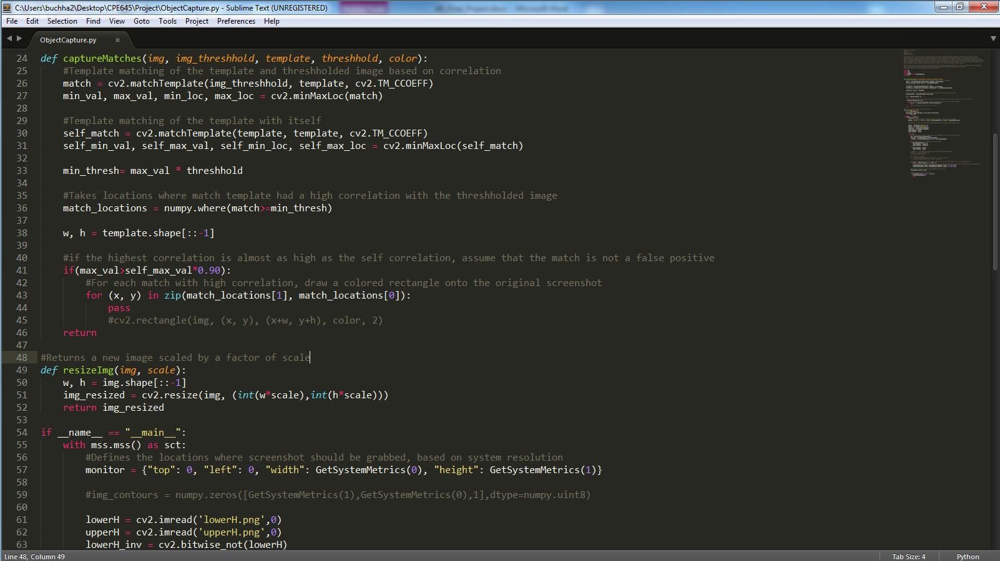 C:\Users\buchha2\Desktop\CPE645\Project\ObjectCapture.py - Sublime Text (UNREGISTERED)
File Edit Selection Find View Goto Tools Project Preferences Help
ObjectCapture.py ×
24 def captureMatches(img, img_threshhold, template, threshhold, color):
25     #Template matching of the template and threshholded image based on correlation
26     match = cv2.matchTemplate(img_threshhold, template, cv2.TM_CCOEFF)
27     min_val, max_val, min_loc, max_loc = cv2.minMaxLoc(match)
28
29     #Template matching of the template with itself
30     self_match = cv2.matchTemplate(template, template, cv2.TM_CCOEFF)
31     self_min_val, self_max_val, self_min_loc, self_max_loc = cv2.minMaxLoc(self_match)
32
33     min_thresh= max_val * threshhold
34
35     #Takes locations where match template had a high correlation with the threshholded image
36     match_locations = numpy.where(match>=min_thresh)
37
38     w, h = template.shape[::-1]
39
40     #if the highest correlation is almost as high as the self correlation, assume that the match is not a false positive
41     if(max_val>self_max_val*0.90):
42         #For each match with high correlation, draw a colored rectangle onto the original screenshot
43         for (x, y) in zip(match_locations[1], match_locations[0]):
44             pass
45             #cv2.rectangle(img, (x, y), (x+w, y+h), color, 2)
46     return
47
48 #Returns a new image scaled by a factor of scale
49 def resizeImg(img, scale):
50     w, h = img.shape[::-1]
51     img_resized = cv2.resize(img, (int(w*scale),int(h*scale)))
52     return img_resized
53
54 if __name__ == "__main__":
55     with mss.mss() as sct:
56         #Defines the locations where screenshot should be grabbed, based on system resolution
57         monitor = {"top": 0, "left": 0, "width": GetSystemMetrics(0), "height": GetSystemMetrics(1)}
58
59         #img_contours = numpy.zeros([GetSystemMetrics(1),GetSystemMetrics(0),1],dtype=numpy.uint8)
60
61         lowerH = cv2.imread('lowerH.png',0)
62         upperH = cv2.imread('upperH.png',0)
63         lowerH_inv = cv2.bitwise_not(lowerH)
Line 48, Column 49 Tab Size: 4 Python